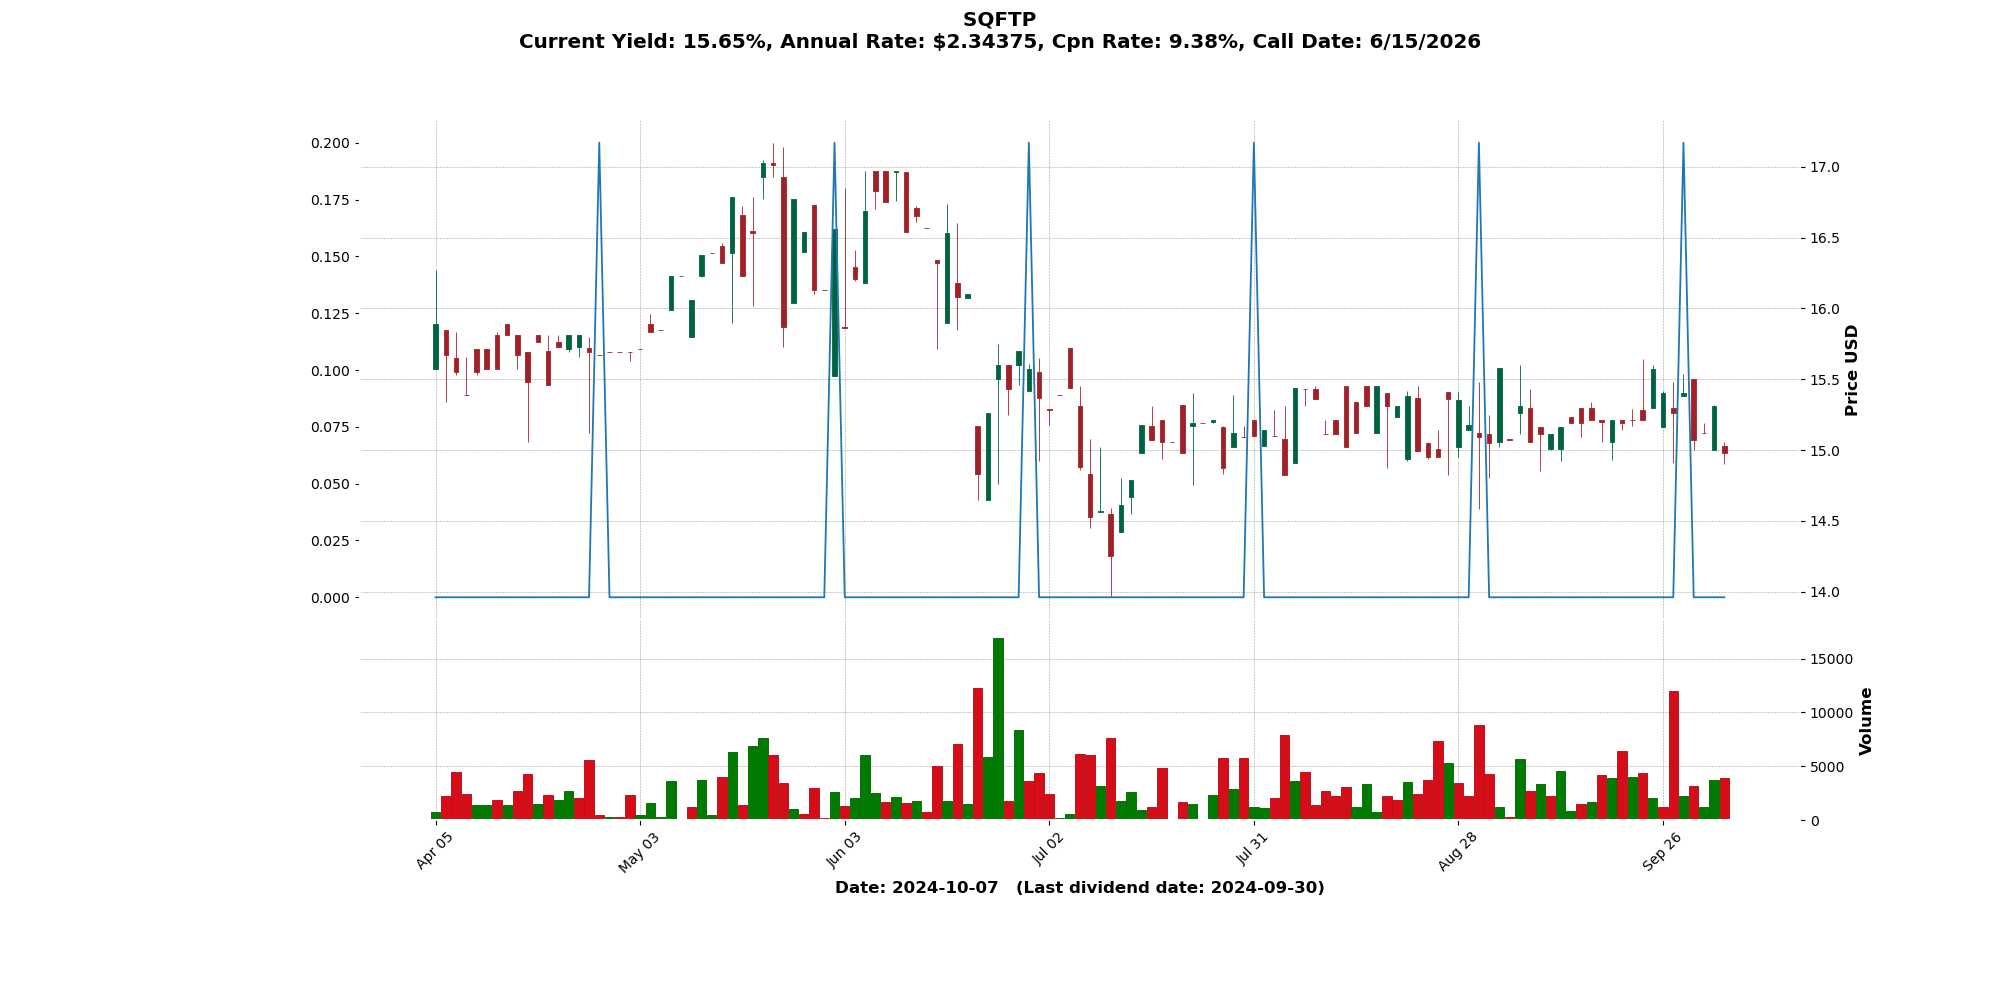 SQFTP
Current Yield: 15.65%, Annual Rate: $2.34375, Cpn Rate: 9.38%, Call Date: 6/15/2026
0.200
0.175
0.150
0.125
0.100
0.075
0.050
0.025
0.000
17.0
16.5
16.0
15.5
15.0
14.5
14.0
Price USD
15000
10000
5000
0
Volume
Apr 05
May 03
Jun 03
Jul 02
Jul 31
Aug 28
Sep 26
Date: 2024-10-07   (Last dividend date: 2024-09-30)